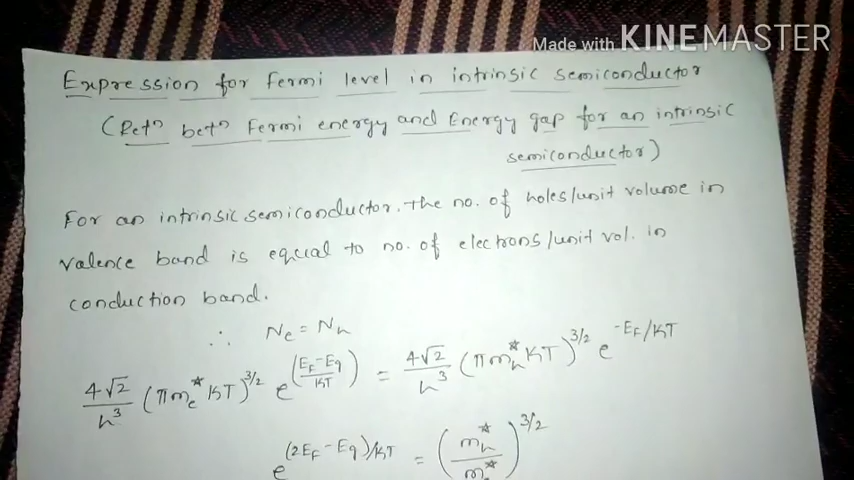 Made with KINEMASTER
Expression for Fermi level in intrinsic semiconductor
(Retⁿ betⁿ Fermi energy and Energy gap for an intrinsic
semiconductor)
For an intrinsic semiconductor, the no. of holes/unit volume in
valence band is equal to no. of electrons/unit vol. in
conduction band.
∴ Ne = Nh
4√2/h³ (πme* KT)^3/2 e^((EF-Eg)/KT) = 4√2/h³ (πmh* KT)^3/2 e^-EF/KT
e^(2EF-Eg)/KT = (mh*/me*)^3/2